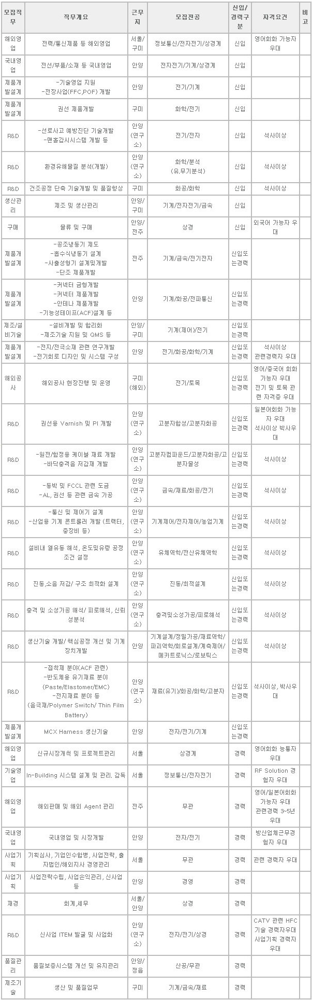 모집직무 직무개요 근무지 모집전공 신입/경력구분 자격요건 비고
해외영업 전력/통신제품 등 해외영업 서울/구미 정보통신/전자전기/상경계 신입 영어회화 가능자 우대
국내영업 전선/부품/소재 등 국내영업 안양 전자전기/기계/상경계 신입
제품개발설계 -기술영업 지원 -전장사업(FFC,POF) 개발 안양 전기/기계 신입
제품개발설계 권선 제품개발 구미 화학/전기 신입
R&D -선로사고 예방진단 기술개발 -맨홀감시시스템 개발 등 안양(연구소) 전기/전자 신입 석사이상
R&D 환경유해물질 분석(개발) 안양(연구소) 화학/분석 (유,무기분석) 신입 석사이상
R&D 건조공정 단축 기술개발 및 품질향상 구미 화공/화학 신입 석사이상
생산관리 제조 및 생산관리 안양/구미 기계/전자전기/금속 신입
구매 물류 및 구매 안양/전주 상경 신입 외국어 가능자 우대
제품개발설계 -공조냉동기 제도 -흡수식냉동기 설계 -사출성형기 설계및개발 -단조 제품개발 전주 기계/금속/전기전자 신입또는경력
제품개발설계 -커넥터 금형개발 -커넥터 제품개발 -안테나 제품개발 -기능성테이프(ACF)설계 등 안양 기계/화공/전파통신 신입또는경력
제조/설비기술 -설비개발 및 합리화 -제조기술 지원 및 QMS 등 안양/구미 기계(제어)/전기 신입또는경력
제품개발설계 -전지/전극소재 관련 연구개발 -전기회로 디자인 및 시스템 구성 안양 전기/화공/화학/기계 신입또는경력 석사이상 관련경력자 우대
해외공사 해외공사 현장진행 및 운영 구미(해외) 전기/토목 신입또는경력 영어/중국어 회화 가능자 우대 전기 및 토목 관련 자격증 우대
R&D 권선용 Varnish 및 PI 개발 안양(연구소) 고분자합성/고분자화공 신입또는경력 일본어회화 가능자 우대 석사이상 박사우대
R&D -원전/함정용 케이블 재료 개발 -바닥충격음 저감재 개발 안양(연구소) 고분자컴파운드/고분자화공/고분자물성 신입또는경력 석사이상
R&D -동박 및 FCCL 관련 도금 -AL, 권선 등 관련 금속 가공 안양(연구소) 금속/재료/화공/전기 신입또는경력 석사이상
R&D -통신 및 제어기 설계 -산업용 기계 콘트롤러 개발 (트랙터, 중장비 등) 안양(연구소) 기계제어/전자제어/농업기계 신입또는경력 석사이상
R&D 설비내 열유동 해석, 온도및유량 공정조건 설정 안양(연구소) 유체역학/전산유체역학 신입또는경력 석사이상
R&D 진동,소음 저감/ 구조 최적화 설계 안양(연구소) 진동/최적설계 신입또는경력 석사이상
R&D 충격 및 소성가공 해석/ 피로해석, 신뢰성분석 안양(연구소) 충격및소성가공/피로해석 신입또는경력 석사이상
R&D 생산기술 개발/ 핵심공정 개선 및 기계장치개발 안양 기계설계/정밀가공/재료역학/파괴역학/회로설계/계측제어/메카트로닉스/로보틱스 신입또는경력 석사이상
R&D -접착제 분야(ACF 관련) -반도체용 유기재료 분야 (Paste/Elastomer/EMC) -전지재료 분야 등 (음극재/Polymer Switch/ Thin Film Battery) 안양(연구소) 재료(유기)/화공/화학/고분자 신입또는경력 석사이상, 박사우대
제품개발설계 MCX Harness 생산기술 안양 전자/전기/기계 신입또는경력
해외영업 신규시장개척 및 프로젝트관리 서울 상경계 경력 영어회화 능통자 우대
기술영업 In-Building 시스템 설계 및 관리, 감독 서울 정보통신/전자전기 경력 RF Solution 경험자 우대
해외영업 해외판매 및 해외 Agent 관리 전주 무관 경력 영어/일본어회화 가능자 우대 관련경력 3~5년 우대
국내영업 국내영업 및 시장개발 안양 전자/전기 경력 방산업체근무경험자 우대
사업기획 기획심사, 기업인수합병, 사업전략, 출자법인/해외지사 경영관리 서울 무관 경력 관련 경력자 우대
사업기획 사업전략수립, 사업손익관리, 신사업 등 안양 경영 경력
재경 회계,세무 서울/안양 상경 경력
R&D 신사업 ITEM 발굴 및 사업화 안양(연구소) 전자/전기/상경 경력 CATV 관련 HFC기술 경력자우대 사업기획 경력자 우대
품질관리 품질보증시스템 개선 및 유지관리 안양/정읍 산공/무관 경력
제조기술 생산 및 품질업무 구미 기계/금속/재료 경력